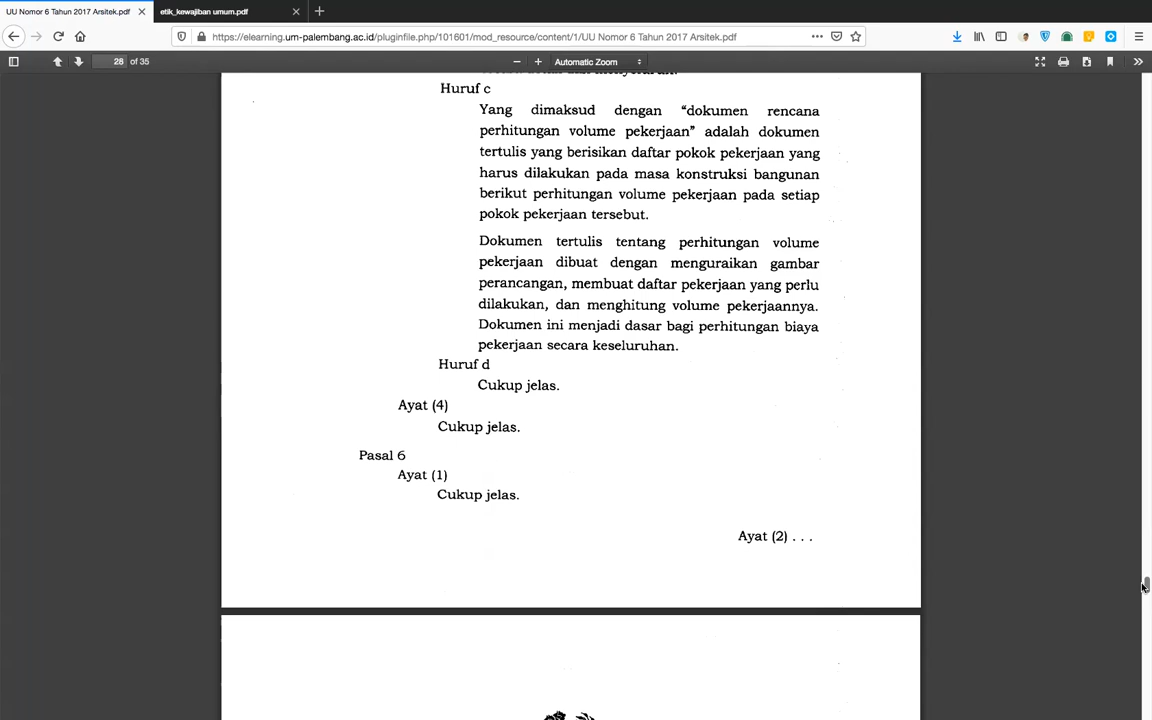 UU Nomor 6 Tahun 2017 Arsitek.pdf
etik_kewajiban umum.pdf
https://elearning.um-palembang.ac.id/pluginfile.php/101601/mod_resource/content/1/UU Nomor 6 Tahun 2017 Arsitek.pdf
28 of 35
Automatic Zoom
Huruf c
Yang dimaksud dengan “dokumen rencana
perhitungan volume pekerjaan” adalah dokumen
tertulis yang berisikan daftar pokok pekerjaan yang
harus dilakukan pada masa konstruksi bangunan
berikut perhitungan volume pekerjaan pada setiap
pokok pekerjaan tersebut.
Dokumen tertulis tentang perhitungan volume
pekerjaan dibuat dengan menguraikan gambar
perancangan, membuat daftar pekerjaan yang perlu
dilakukan, dan menghitung volume pekerjaannya.
Dokumen ini menjadi dasar bagi perhitungan biaya
pekerjaan secara keseluruhan.
Huruf d
Cukup jelas.
Ayat (4)
Cukup jelas.
Pasal 6
Ayat (1)
Cukup jelas.
Ayat (2) . . .